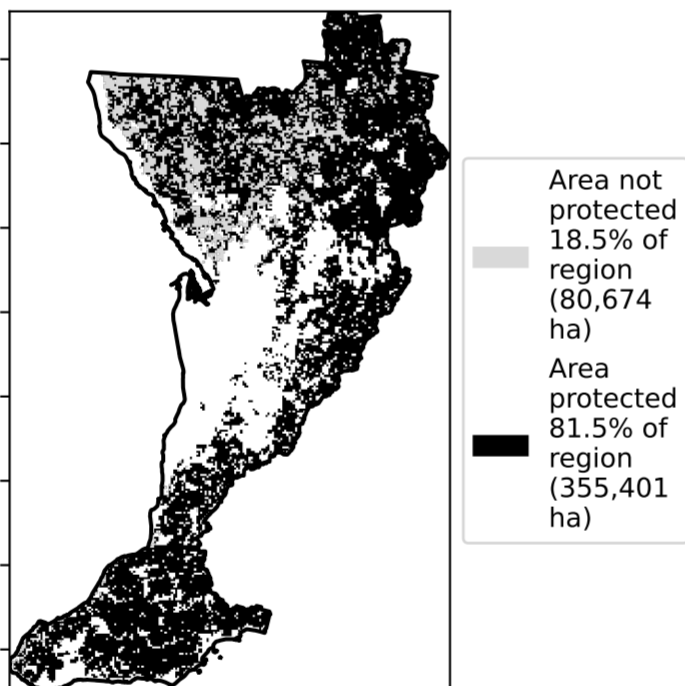 Area not
protected
18.5% of
region
(80,674
ha)
Area
protected
81.5% of
region
(355,401
ha)